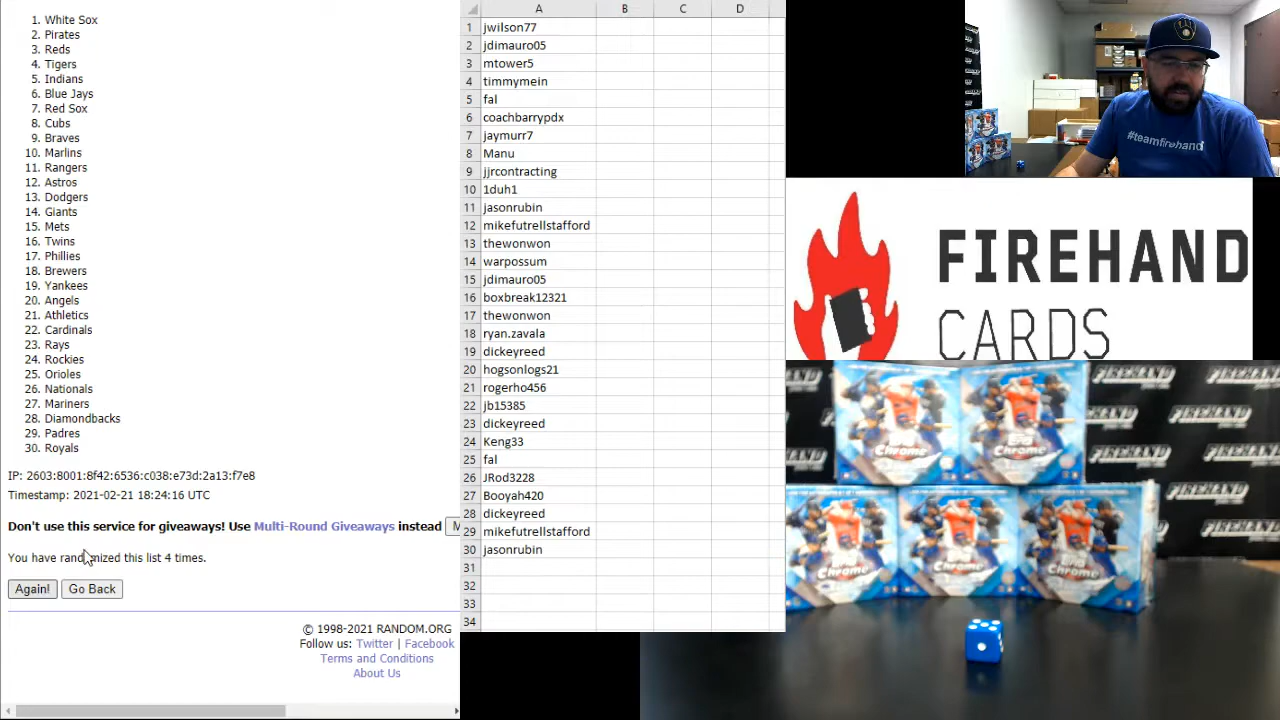 1. White Sox
2. Pirates
3. Reds
4. Tigers
5. Indians
6. Blue Jays
7. Red Sox
8. Cubs
9. Braves
10. Marlins
11. Rangers
12. Astros
13. Dodgers
14. Giants
15. Mets
16. Twins
17. Phillies
18. Brewers
19. Yankees
20. Angels
21. Athletics
22. Cardinals
23. Rays
24. Rockies
25. Orioles
26. Nationals
27. Mariners
28. Diamondbacks
29. Padres
30. Royals
IP: 2603:8001:8f42:6536:c038:e73d:2a13:f7e8
Timestamp: 2021-02-21 18:24:16 UTC
Don't use this service for giveaways! Use Multi-Round Giveaways instead
You have randomized this list 4 times.
Again! Go Back
© 1998-2021 RANDOM.ORG
Follow us: Twitter | Facebook
Terms and Conditions
About Us
A B C D
1 jwilson77
2 jdimauro05
3 mtower5
4 timmymein
5 fal
6 coachbarrypdx
7 jaymurr7
8 Manu
9 jjrcontracting
10 1duh1
11 jasonrubin
12 mikefutrellstafford
13 thewonwon
14 warpossum
15 jdimauro05
16 boxbreak12321
17 thewonwon
18 ryan.zavala
19 dickeyreed
20 hogsonlogs21
21 rogerho456
22 jb15385
23 dickeyreed
24 Keng33
25 fal
26 JRod3228
27 Booyah420
28 dickeyreed
29 mikefutrellstafford
30 jasonrubin
31
32
33
34
#teamfirehand
FIREHAND
CARDS
FIREHAND
FIREHAND
FIREHAND
Chrome
Chrome
Chrome
Chrome
Chrome